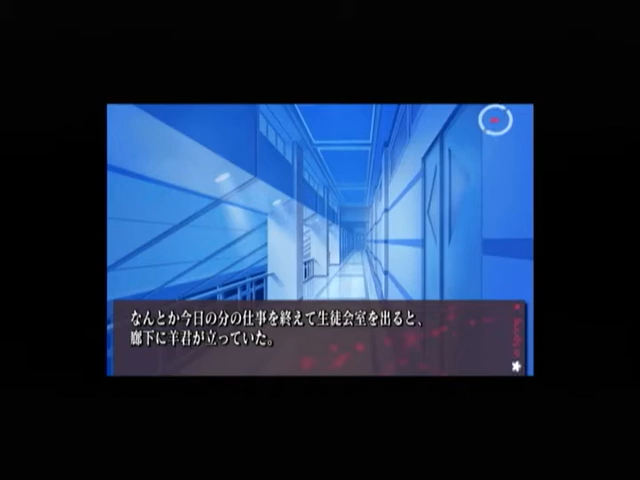 なんとか今日の分の仕事を終えて生徒会室を出ると、
廊下に羊君が立っていた。